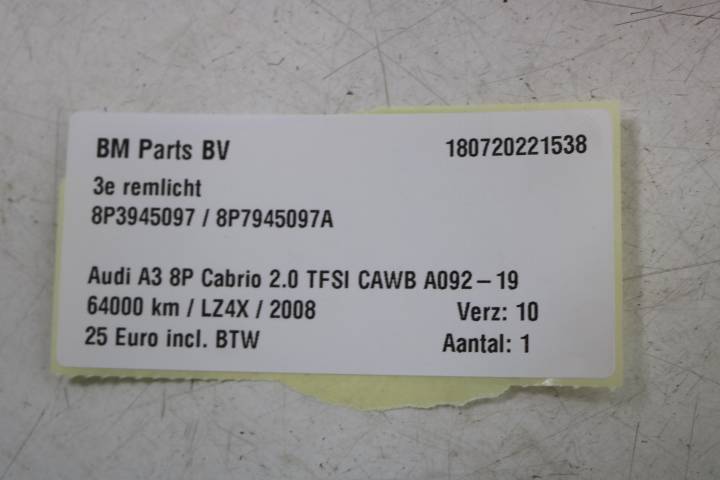 BM Parts BV 180720221538
3e remlicht
8P3945097 / 8P7945097A
Audi A3 8P Cabrio 2.0 TFSI CAWB A092 – 19
64000 km / LZ4X / 2008 Verz: 10
25 Euro incl. BTW Aantal: 1